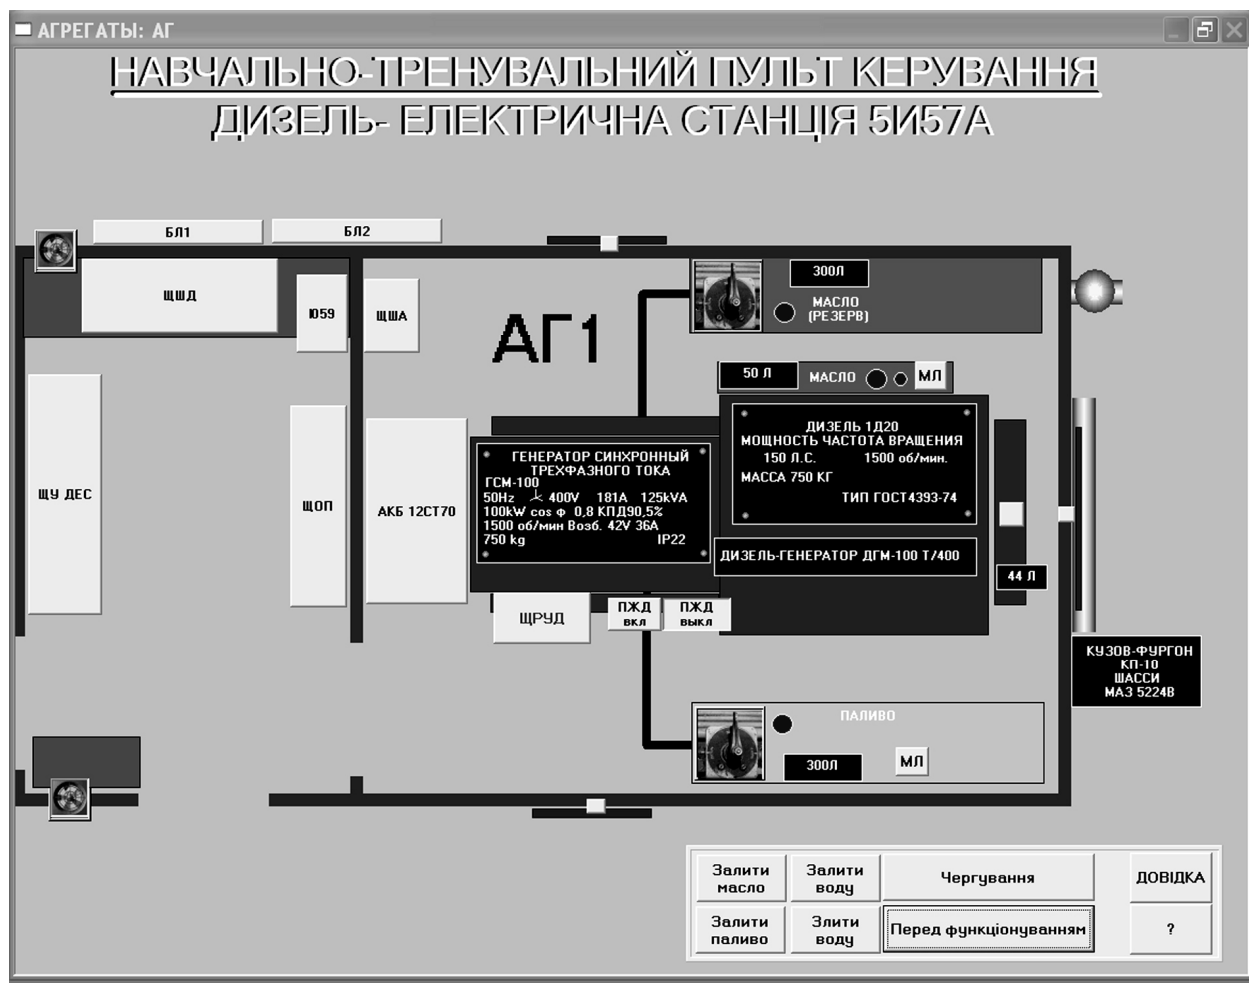 АГРЕГАТЫ: АГ
НАВЧАЛЬНО-ТРЕНУВАЛЬНИЙ ПУЛЬТ КЕРУВАННЯ
ДИЗЕЛЬ- ЕЛЕКТРИЧНА СТАНЦІЯ 5И57А
БЛ1
БЛ2
ЩШД
Ю59
ЩША
АГ1
300Л
МАСЛО
(РЕЗЕРВ)
50 Л
МАСЛО
МЛ
ЩУ ДЕС
ЩОП
АКБ 12СТ70
ГЕНЕРАТОР СИНХРОННЫЙ
ТРЕХФАЗНОГО ТОКА
ГСМ-100
50Hz 400V 181A 125kVA
100kW cos ф 0,8 КПД90,5%
1500 об/мин Возб. 42V 36A
750 kg IP22
ДИЗЕЛЬ 1Д20
МОЩНОСТЬ ЧАСТОТА ВРАЩЕНИЯ
150 Л.С. 1500 об/мин.
МАССА 750 КГ
ТИП ГОСТ4393-74
ДИЗЕЛЬ-ГЕНЕРАТОР ДГМ-100 Т/400
44 Л
ЩРУД
ПЖД
вкл
ПЖД
выкл
КУЗОВ-ФУРГОН
КП-10
ШАССИ
МАЗ 5224В
ПАЛИВО
300Л
МЛ
Залити
масло
Залити
воду
Чергування
ДОВІДКА
Залити
паливо
Злити
воду
Перед функціонуванням
?